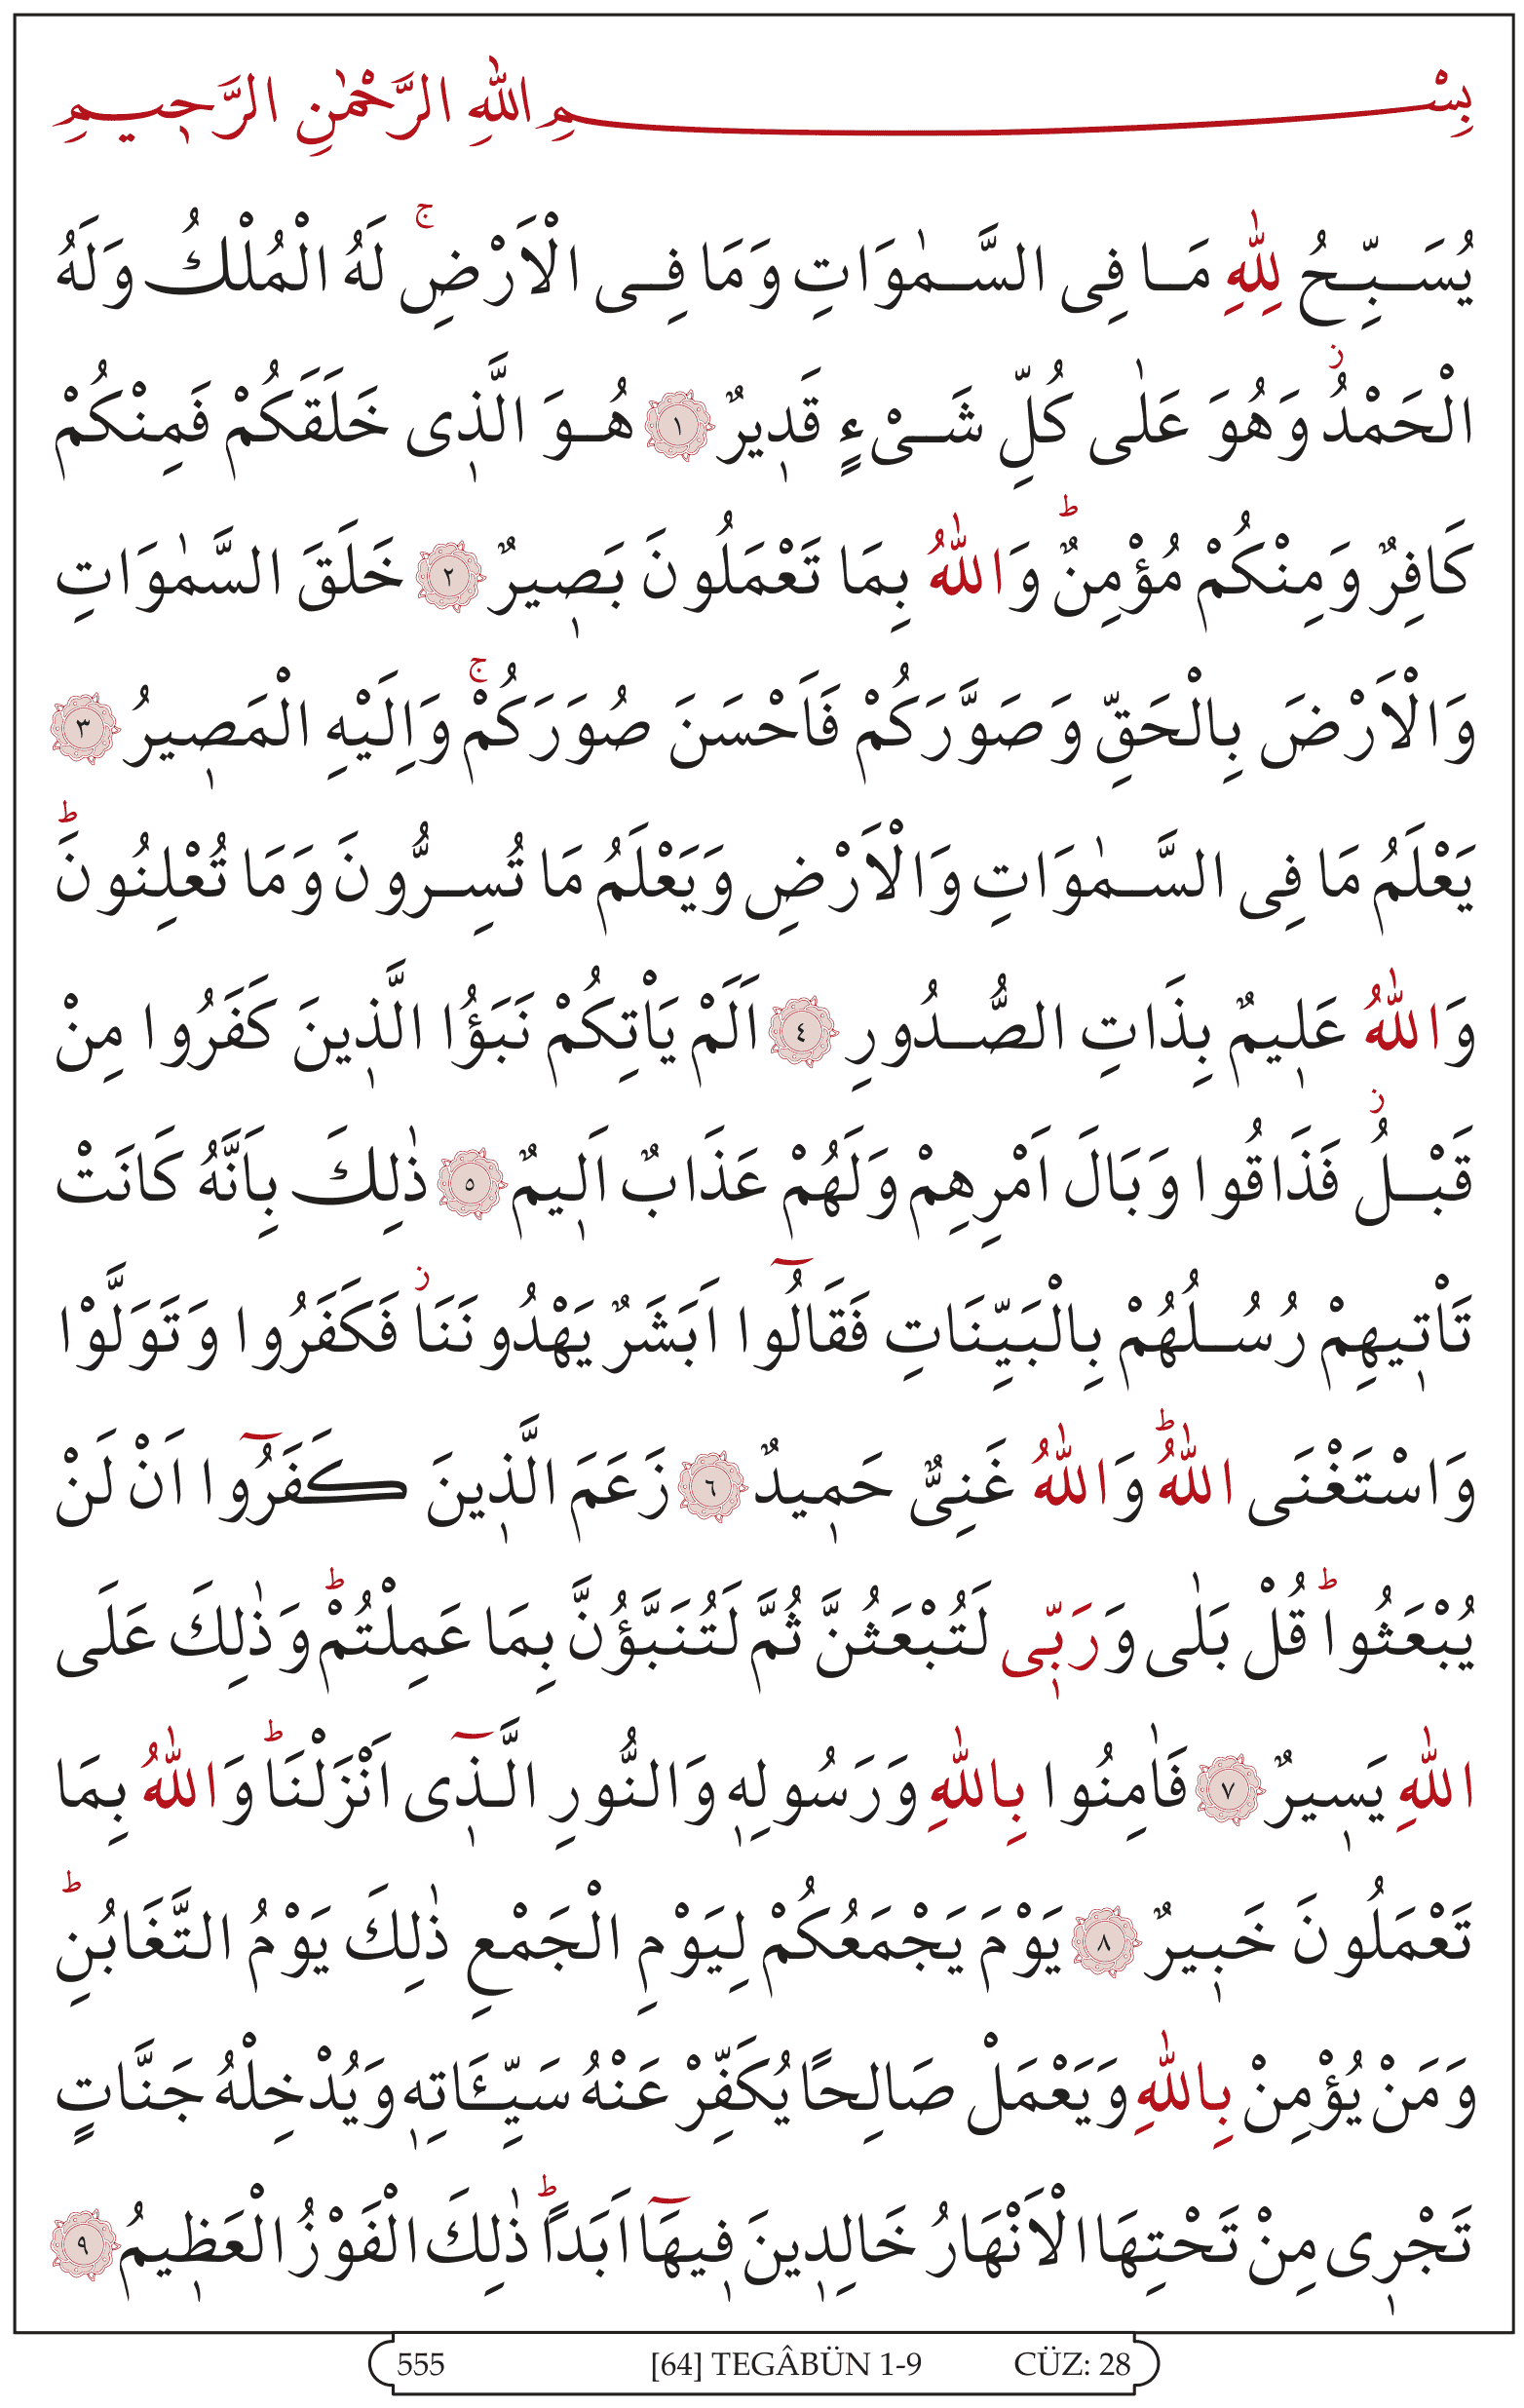 بِسْمِ اللّٰهِ الرَّحْمٰنِ الرَّح۪يمِ
يُسَبِّحُ لِلّٰهِ مَا فِى السَّمٰوَاتِ وَمَا فِى الْاَرْضِۚ لَهُ الْمُلْكُ وَلَهُ
الْحَمْدُۘ وَهُوَ عَلٰى كُلِّ شَىْءٍ قَد۪يرٌ ﴿١﴾ هُوَ الَّذ۪ى خَلَقَكُمْ فَمِنْكُمْ
كَافِرٌ وَمِنْكُمْ مُؤْمِنٌؕ وَاللّٰهُ بِمَا تَعْمَلُونَ بَص۪يرٌ ﴿٢﴾ خَلَقَ السَّمٰوَاتِ
وَالْاَرْضَ بِالْحَقِّ وَصَوَّرَكُمْ فَاَحْسَنَ صُوَرَكُمْۚ وَاِلَيْهِ الْمَص۪يرُ ﴿٣﴾
يَعْلَمُ مَا فِى السَّمٰوَاتِ وَالْاَرْضِ وَيَعْلَمُ مَا تُسِرُّونَ وَمَا تُعْلِنُونَؕ
وَاللّٰهُ عَل۪يمٌ بِذَاتِ الصُّدُورِ ﴿٤﴾ اَلَمْ يَاْتِكُمْ نَبَؤُا الَّذ۪ينَ كَفَرُوا مِنْ
قَبْلُؗ فَذَاقُوا وَبَالَ اَمْرِهِمْ وَلَهُمْ عَذَابٌ اَل۪يمٌ ﴿٥﴾ ذٰلِكَ بِاَنَّهُ كَانَتْ
تَاْت۪يهِمْ رُسُلُهُمْ بِالْبَيِّنَاتِ فَقَالُٓوا اَبَشَرٌ يَهْدُونَنَاؗ فَكَفَرُوا وَتَوَلَّوْا
وَاسْتَغْنَى اللّٰهُؕ وَاللّٰهُ غَنِىٌّ حَم۪يدٌ ﴿٦﴾ زَعَمَ الَّذ۪ينَ كَفَرُٓوا اَنْ لَنْ
يُبْعَثُواؕ قُلْ بَلٰى وَرَبّ۪ى لَتُبْعَثُنَّ ثُمَّ لَتُنَبَّؤُنَّ بِمَا عَمِلْتُمْؕ وَذٰلِكَ عَلَى
اللّٰهِ يَس۪يرٌ ﴿٧﴾ فَاٰمِنُوا بِاللّٰهِ وَرَسُولِه۪ وَالنُّورِ الَّذ۪ٓى اَنْزَلْنَاؕ وَاللّٰهُ بِمَا
تَعْمَلُونَ خَب۪يرٌ ﴿٨﴾ يَوْمَ يَجْمَعُكُمْ لِيَوْمِ الْجَمْعِ ذٰلِكَ يَوْمُ التَّغَابُنِؕ
وَمَنْ يُؤْمِنْ بِاللّٰهِ وَيَعْمَلْ صَالِحًا يُكَفِّرْ عَنْهُ سَيِّـَٔاتِه۪ وَيُدْخِلْهُ جَنَّاتٍ
تَجْر۪ى مِنْ تَحْتِهَا الْاَنْهَارُ خَالِد۪ينَ ف۪يهَٓا اَبَدًاؕ ذٰلِكَ الْفَوْزُ الْعَظ۪يمُ ﴿٩﴾
555 [64] TEGÂBÜN 1-9 CÜZ: 28